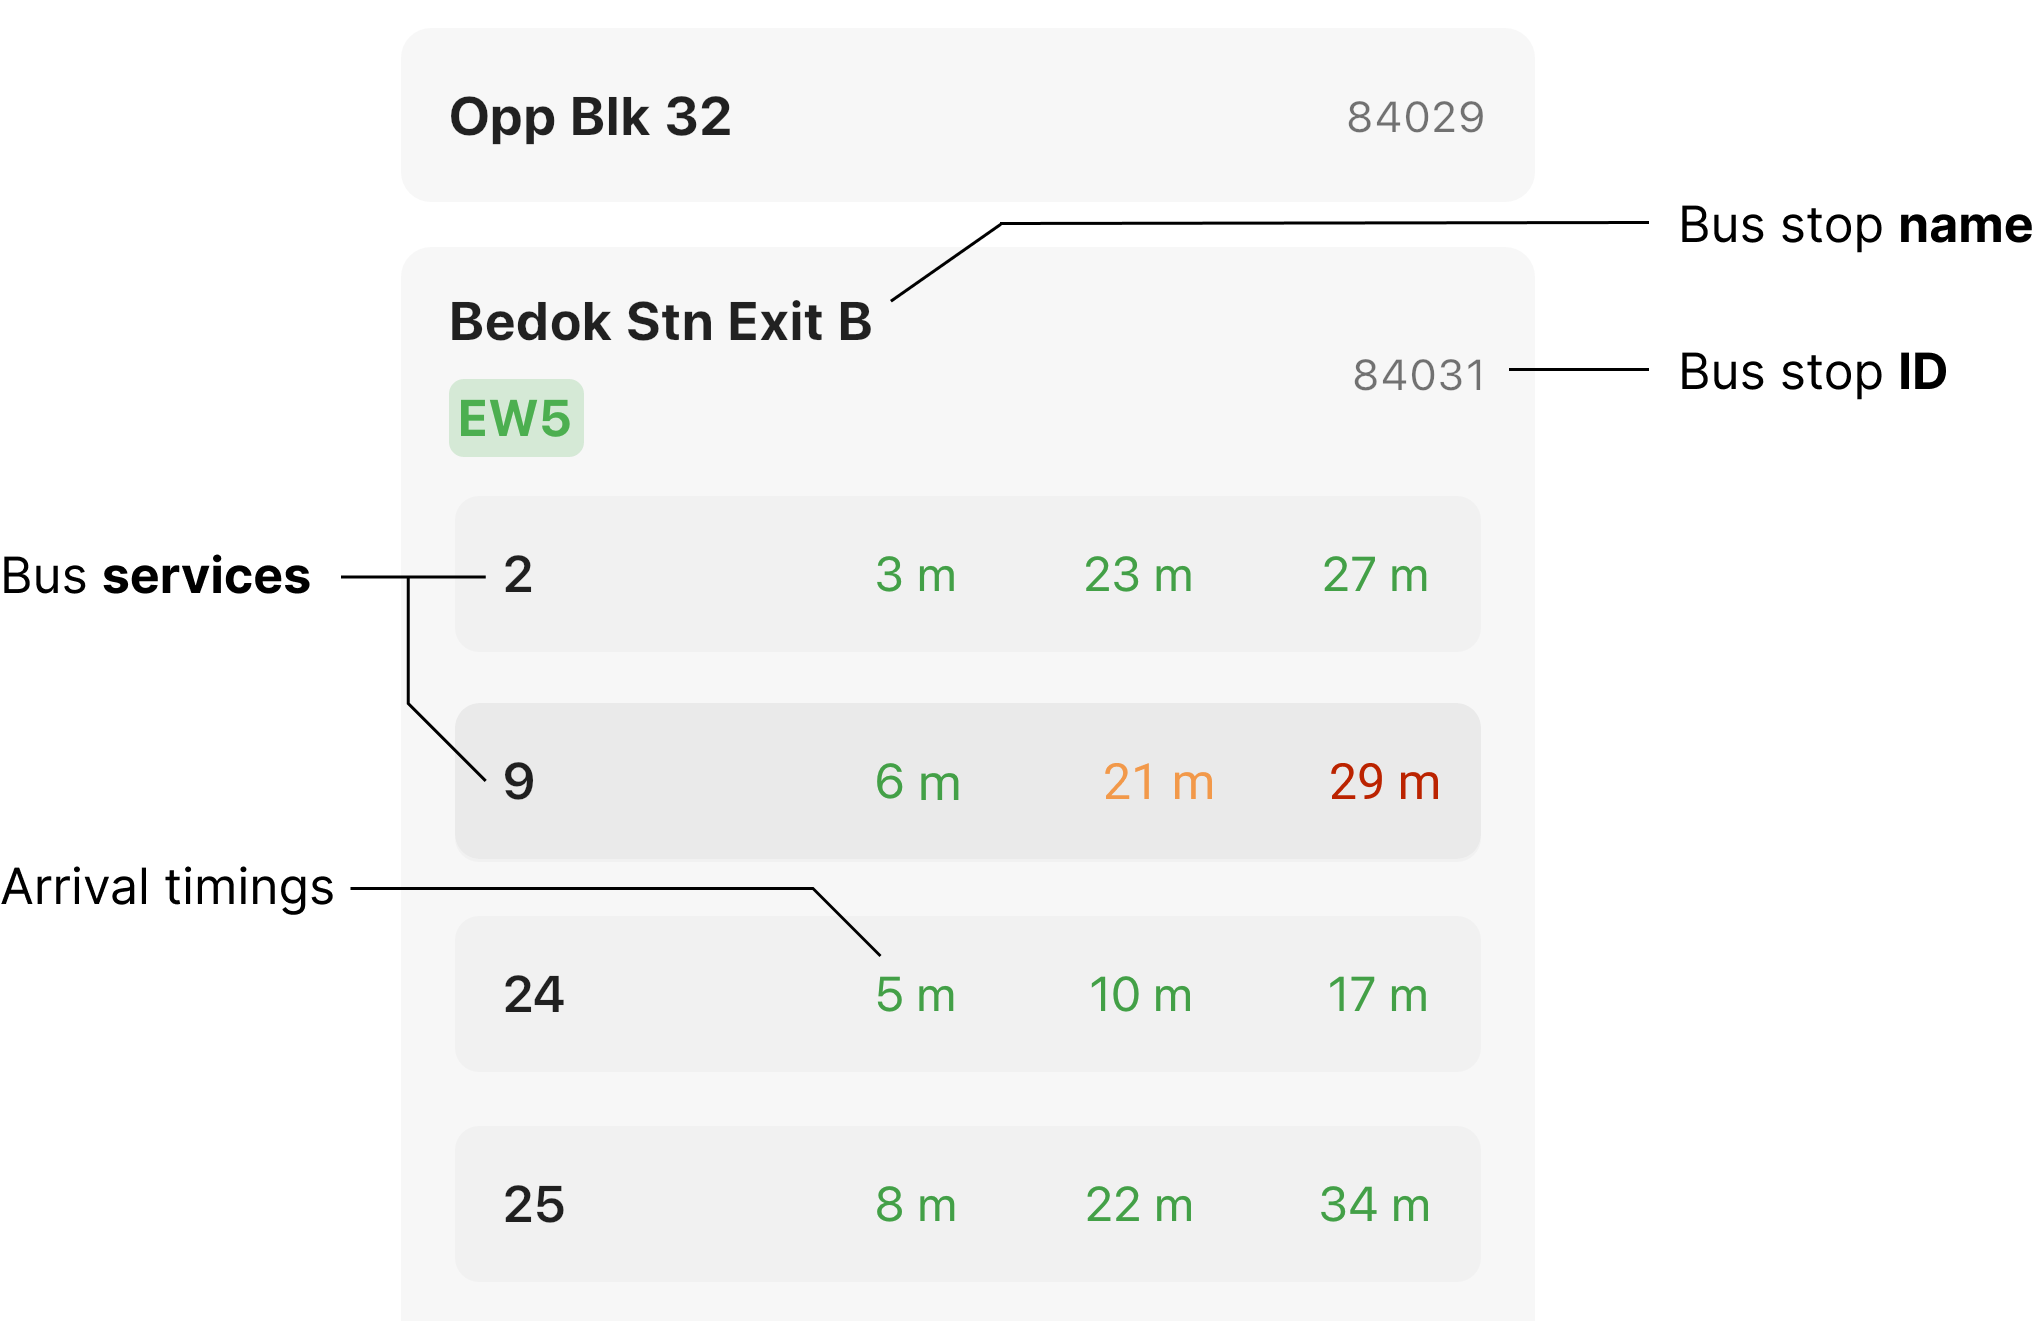 Opp Blk 32 84029
Bus stop name
Bedok Stn Exit B
84031 Bus stop ID
EW5
Bus services 2 3 m 23 m 27 m
9 6 m 21 m 29 m
Arrival timings
24 5 m 10 m 17 m
25 8 m 22 m 34 m